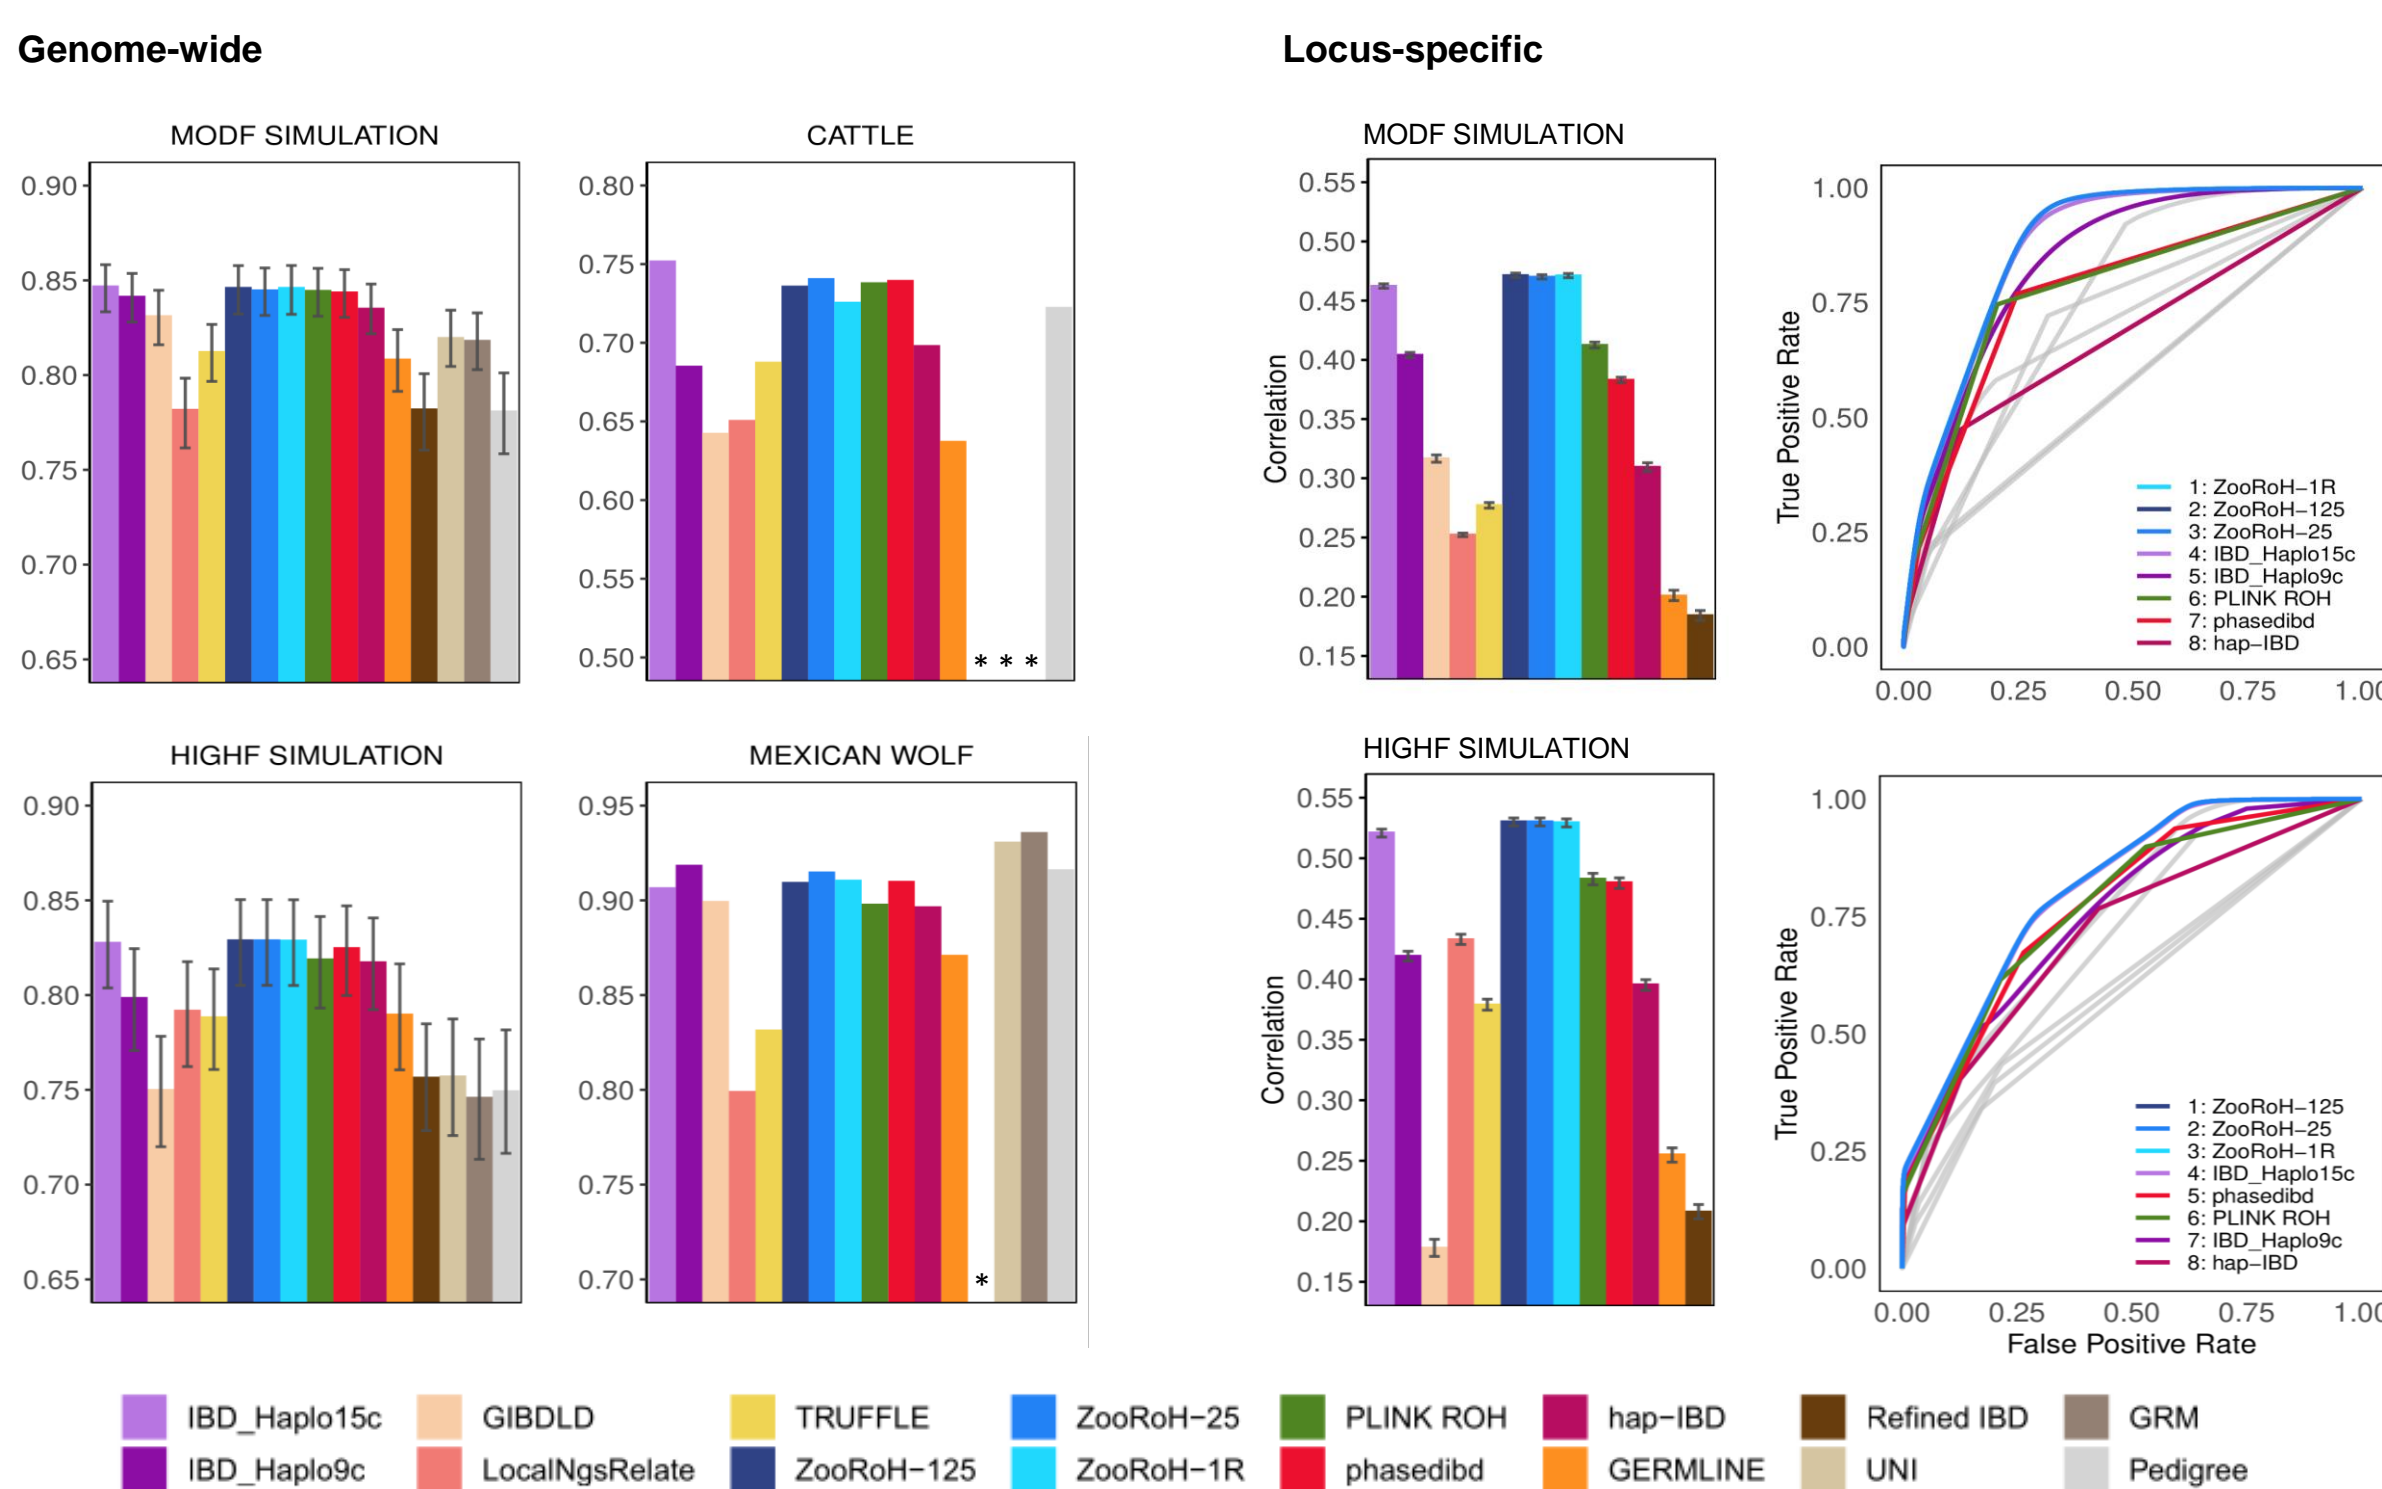 Genome-wide
Locus-specific
MODF SIMULATION
0.90
0.85
0.80
0.75
0.70
0.65
CATTLE
0.80
0.75
0.70
0.65
0.60
0.55
0.50
* * *
MODF SIMULATION
Correlation
0.55
0.50
0.45
0.40
0.35
0.30
0.25
0.20
0.15
True Positive Rate
1.00
0.75
0.50
0.25
0.00
1: ZooRoH−1R
2: ZooRoH−125
3: ZooRoH−25
4: IBD_Haplo15c
5: IBD_Haplo9c
6: PLINK ROH
7: phasedibd
8: hap−IBD
0.00 0.25 0.50 0.75 1.00
HIGHF SIMULATION
0.90
0.85
0.80
0.75
0.70
0.65
MEXICAN WOLF
0.95
0.90
0.85
0.80
0.75
0.70
*
HIGHF SIMULATION
Correlation
0.55
0.50
0.45
0.40
0.35
0.30
0.25
0.20
0.15
True Positive Rate
1.00
0.75
0.50
0.25
0.00
1: ZooRoH−125
2: ZooRoH−25
3: ZooRoH−1R
4: IBD_Haplo15c
5: phasedibd
6: PLINK ROH
7: IBD_Haplo9c
8: hap−IBD
0.00 0.25 0.50 0.75 1.00
False Positive Rate
IBD_Haplo15c GIBDLD TRUFFLE ZooRoH−25 PLINK ROH hap−IBD Refined IBD GRM
IBD_Haplo9c LocalNgsRelate ZooRoH−125 ZooRoH−1R phasedibd GERMLINE UNI Pedigree